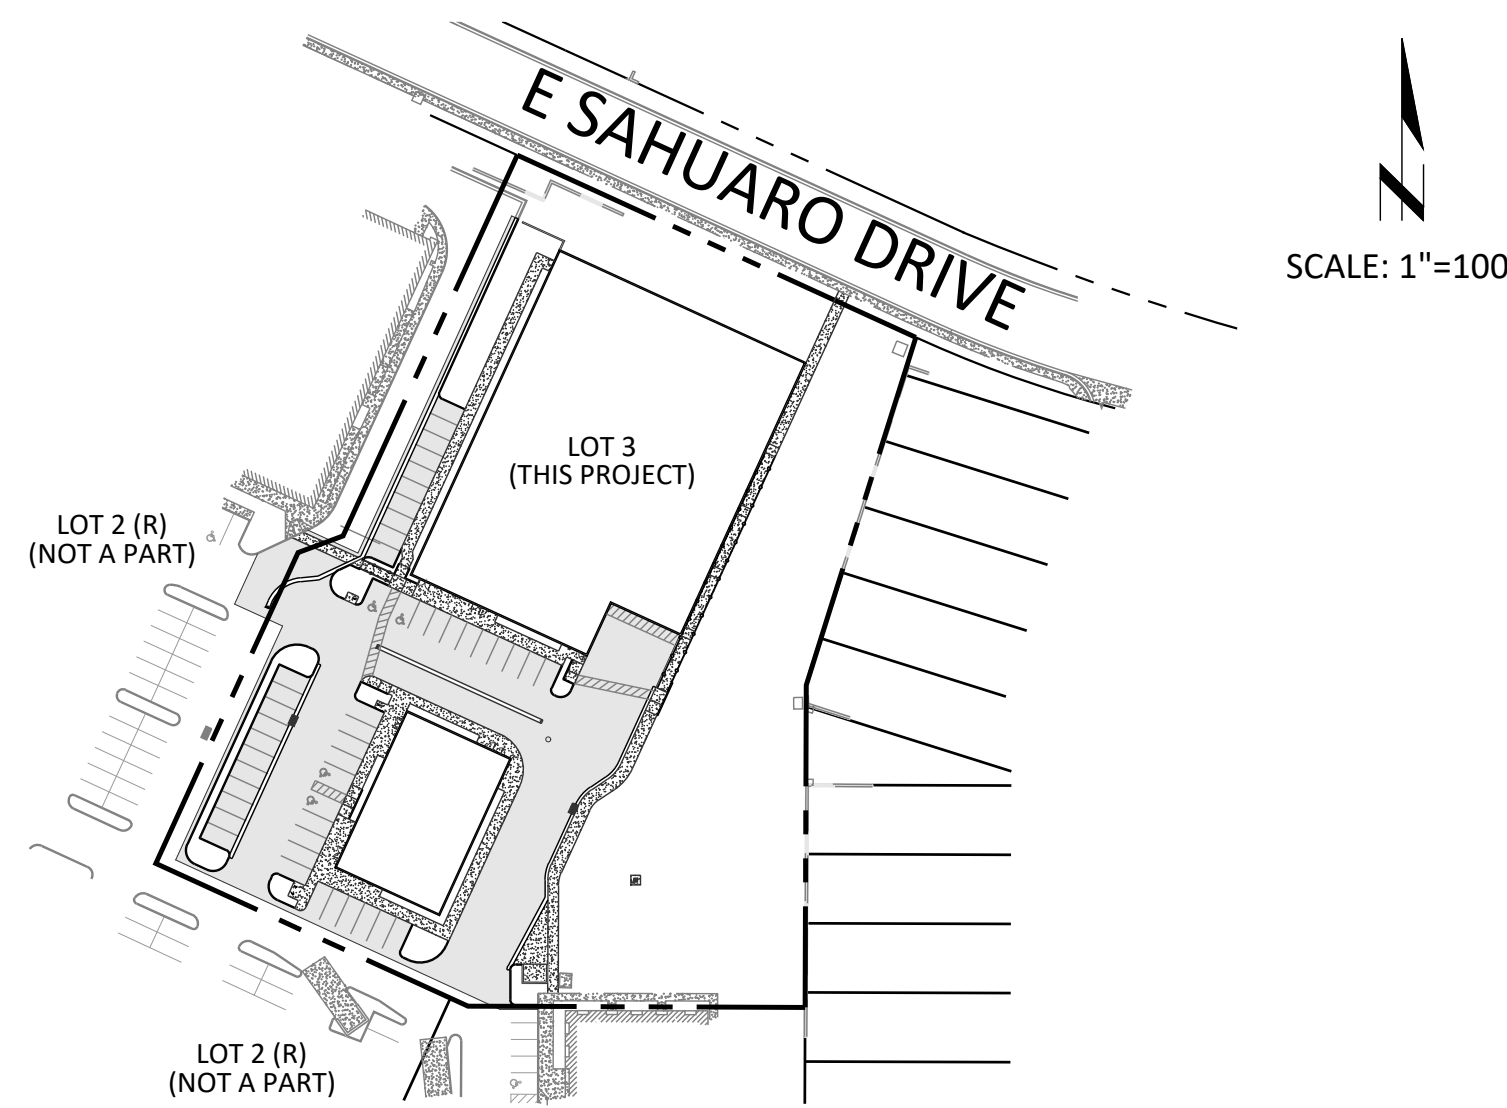 E SAHUARO DRIVE
SCALE: 1"=100
LOT 3
(THIS PROJECT)
LOT 2 (R)
(NOT A PART)
LOT 2 (R)
(NOT A PART)